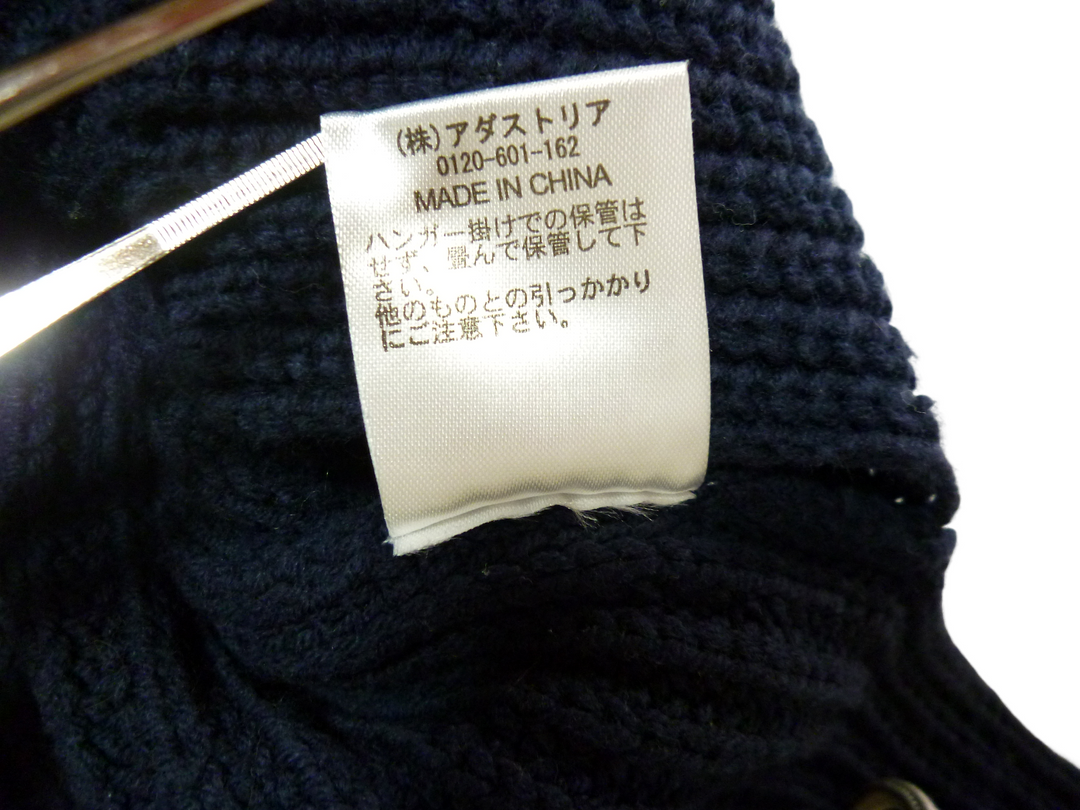 (株)アダストリア
0120-601-162
MADE IN CHINA
ハンガー掛けでの保管は
せず、畳んで保管して下
さい。
他のものとの引っかかり
にご注意下さい。